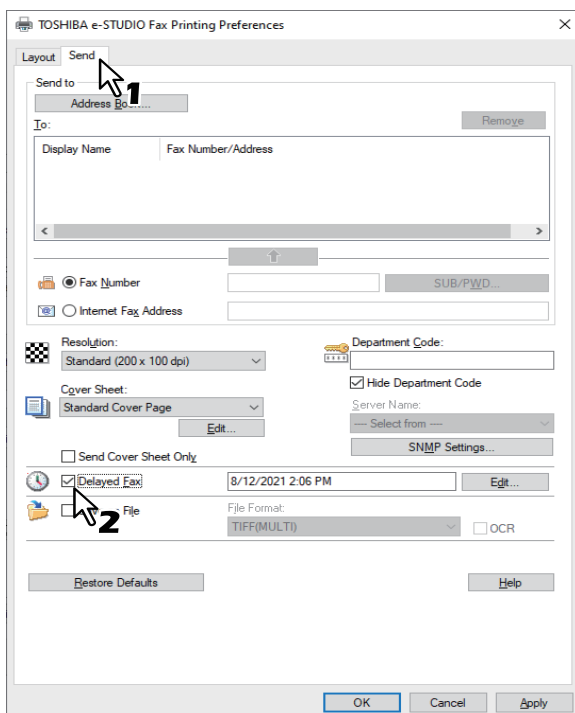 TOSHIBA e-STUDIO Fax Printing Preferences
Layout Send
1
Send to
Address
To:
Remove
Display Name Fax Number/Address
Fax Number
SUB/PWD...
Internet Fax Address
Resolution:
Standard (200 x 100 dpi)
Department Code:
Hide Department Code
Cover Sheet:
Standard Cover Page
Server Name:
--- Select from ---
Edit...
SNMP Settings...
Send Cover Sheet Only
Delayed Fax 8/12/2021 2:06 PM Edit...
2
File
File Format:
TIFF(MULTI)
OCR
Restore Defaults
Help
OK Cancel Apply